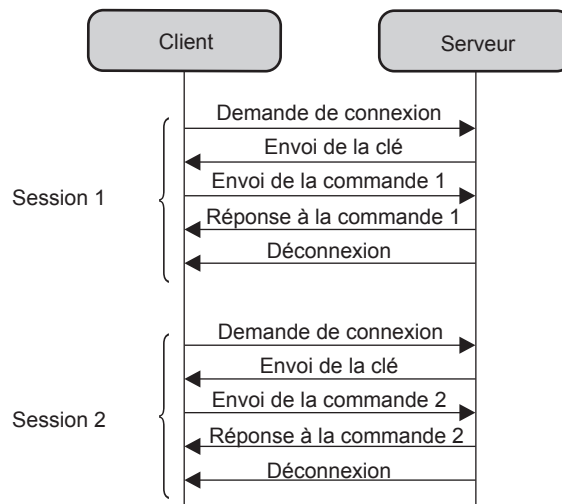 Client
Serveur
Demande de connexion
Envoi de la clé
Envoi de la commande 1
Session 1
Réponse à la commande 1
Déconnexion
Demande de connexion
Envoi de la clé
Envoi de la commande 2
Session 2
Réponse à la commande 2
Déconnexion